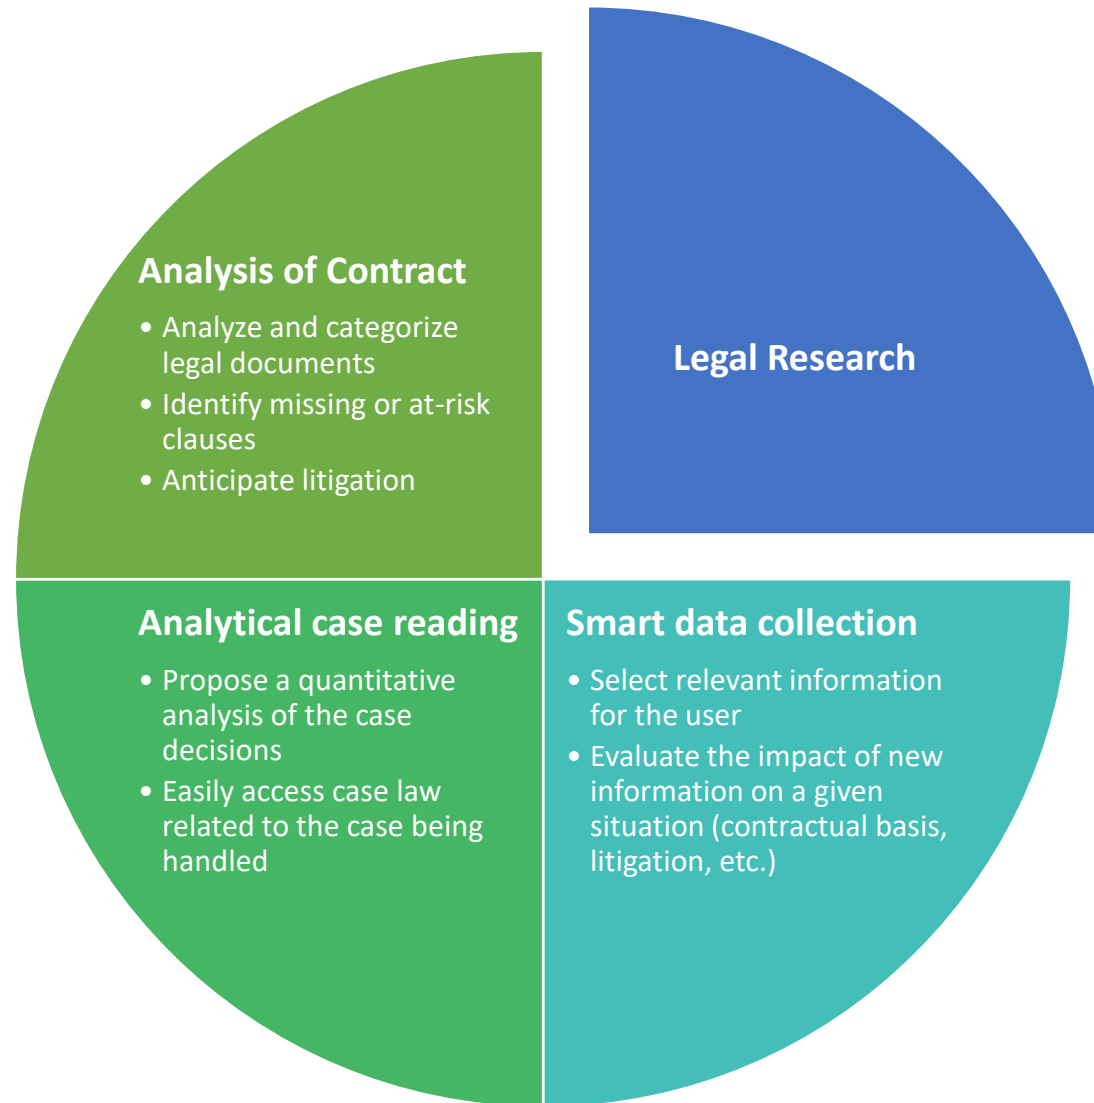 Analysis of Contract
• Analyze and categorize
legal documents
• Identify missing or at-risk
clauses
• Anticipate litigation
Legal Research
Analytical case reading
• Propose a quantitative
analysis of the case
decisions
• Easily access case law
related to the case being
handled
Smart data collection
• Select relevant information
for the user
• Evaluate the impact of new
information on a given
situation (contractual basis,
litigation, etc.)